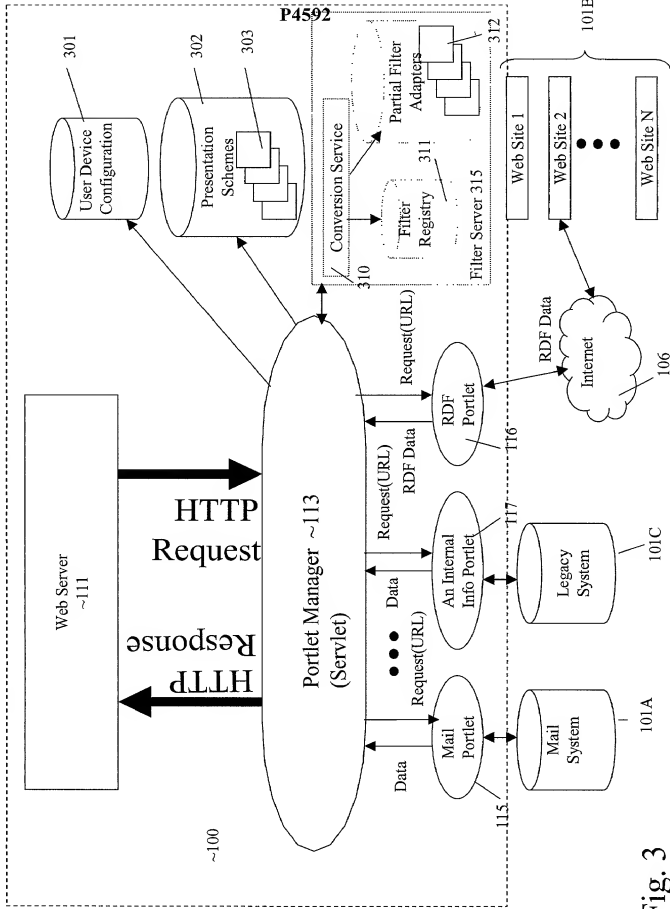 P4592
301
302
303
312
101B
User Device
Configuration
Presentation
Schemes
Conversion Service
Partial Filter
Adapters
Filter
Registry
311
310
Filter Server 315
Web Site 1
Web Site 2
Web Site N
Web Server
~111
HTTP
Request
HTTP
Response
Portlet Manager ~113
(Servlet)
Request(URL)
RDF Data
Request(URL)
Data
Request(URL)
Data
RDF
Portlet
116
An Internal
Info Portlet
117
Mail
Portlet
115
RDF Data
Internet
106
Legacy
System
101C
Mail
System
101A
~100
Fig. 3